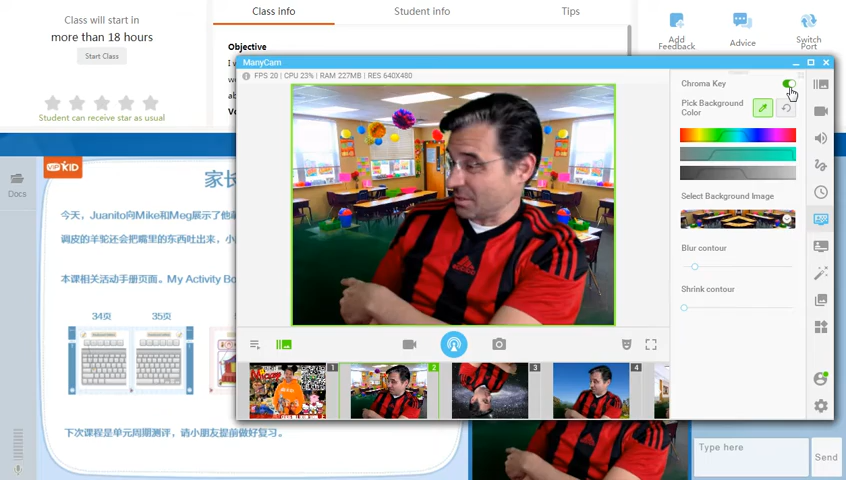 Class will start in
more than 18 hours
Start Class
Student can receive star as usual
Class info
Student info
Tips
Objective
Add
Feedback
Advice
Switch
Port
ManyCam
FPS 20 | CPU 23% | RAM 227MB | RES 640X480
Chroma Key
Pick Background
Color
Select Background Image
Blur contour
Shrink contour
Docs
VIPKID
家长
今天，Juanito向Mike和Meg展示了他
调皮的羊驼还会把嘴里的东西吐出来，小
本课相关活动手册页面。My Activity Bo
34页
35页
下次课程是单元周期测评，请小朋友提前做好复习。
1
2
3
4
Type here
Send